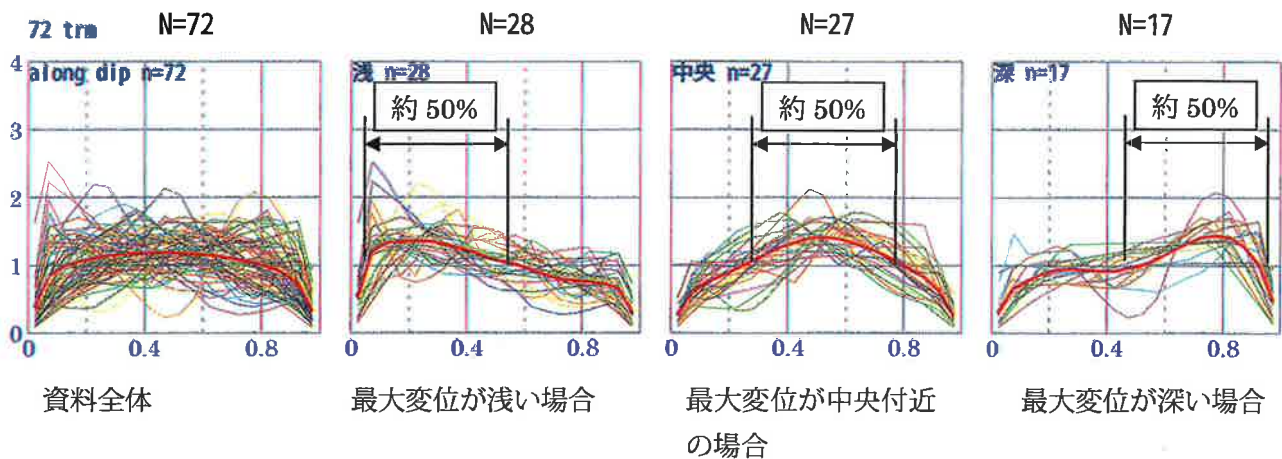 72 trm
N=72
N=28
N=27
N=17
along dip n=72
浅 n=28
中央 n=27
深 n=17
約 50%
約 50%
約 50%
4
3
2
1
0
0 0.4 0.8
0 0.4 0.8
0 0.4 0.8
0 0.4 0.8
資料全体
最大変位が浅い場合
最大変位が中央付近
の場合
最大変位が深い場合